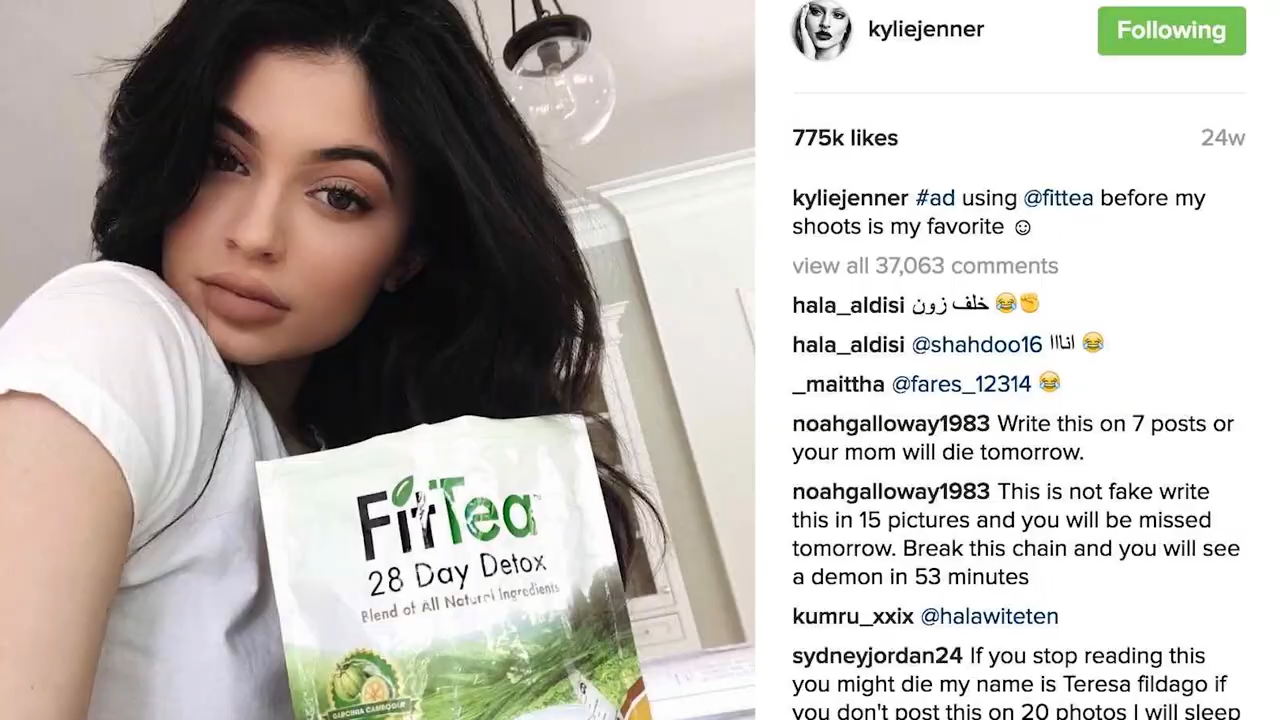 kyliejenner
Following
775k likes
24w
kyliejenner #ad using @fittea before my
shoots is my favorite ☺
view all 37,063 comments
hala_aldisi خلف زون 😂✊
hala_aldisi @shahdoo16 اناااا 😂
_maittha @fares_12314 😂
noahgalloway1983 Write this on 7 posts or
your mom will die tomorrow.
noahgalloway1983 This is not fake write
this in 15 pictures and you will be missed
tomorrow. Break this chain and you will see
a demon in 53 minutes
kumru_xxix @halawiteten
sydneyjordan24 If you stop reading this
you might die my name is Teresa fildago if
you don't post this on 20 photos I will sleep
FitTea
28 Day Detox
Blend of All Natural Ingredients
GARCINIA CAMBOGIA